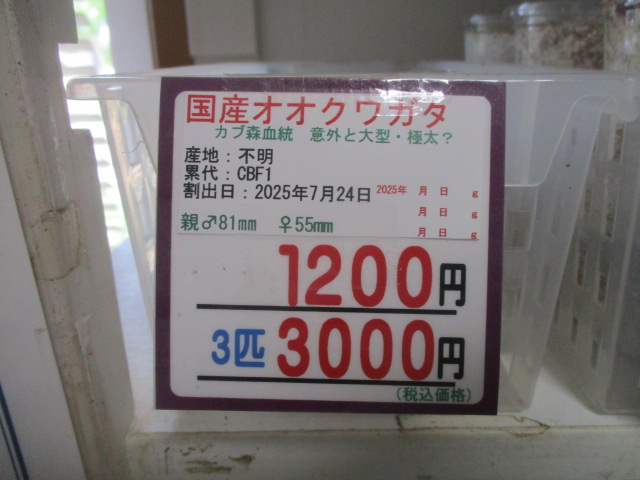 国産オオクワガタ
カブ森血統　意外と大型・極太？
産地：不明
累代：CBF1
割出日：2025年7月24日 2025年 月 日 g
月 日 g
月 日 g
親♂81mm　♀55mm
1200円
3匹 3000円
（税込価格）